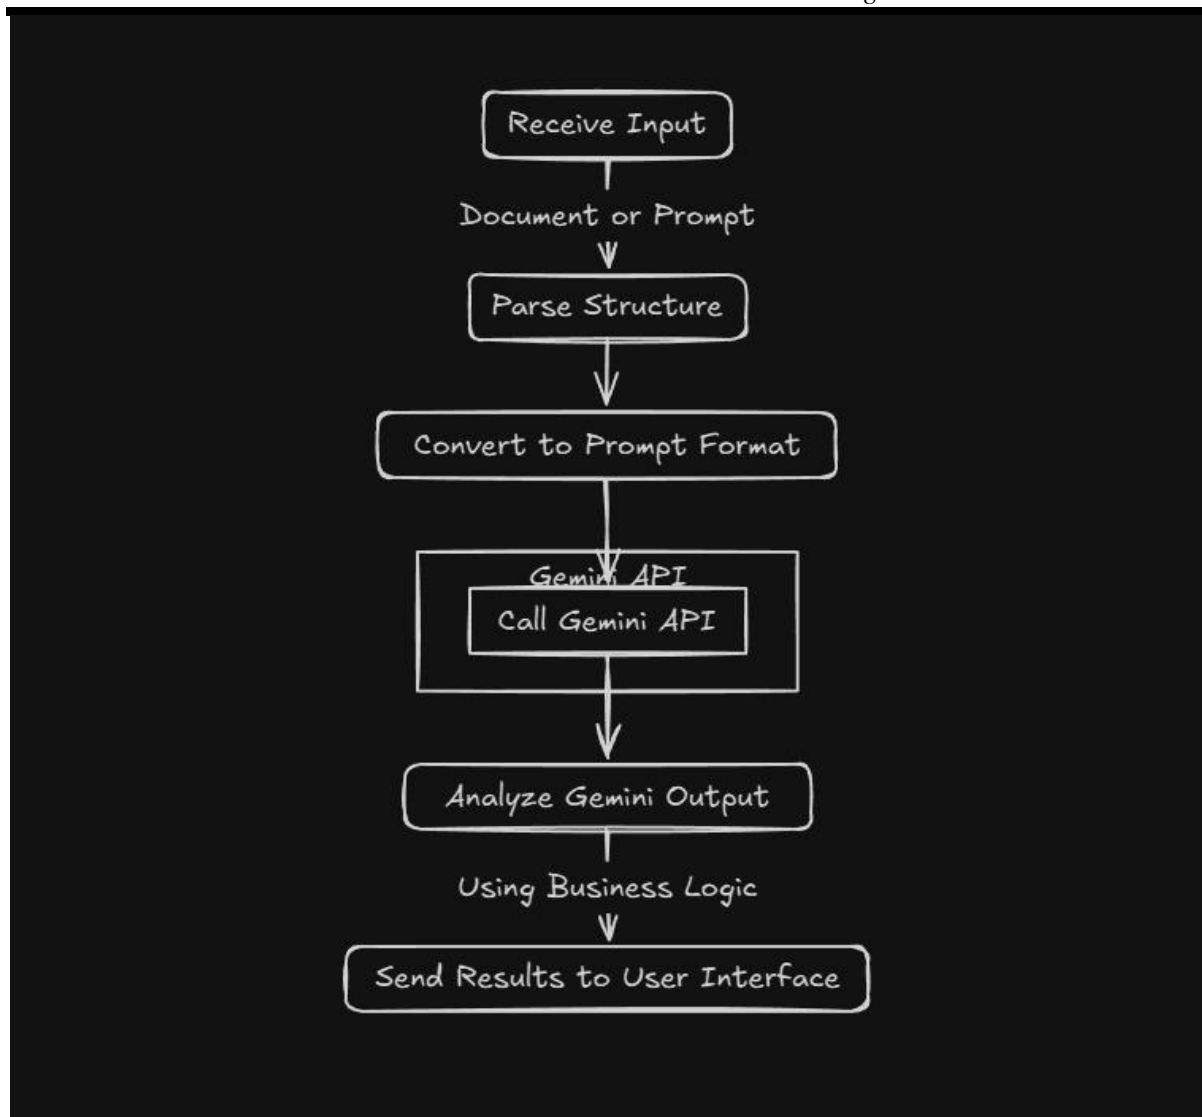 Receive Input
Document or Prompt
Parse Structure
Convert to Prompt Format
Gemini API
Call Gemini API
Analyze Gemini Output
Using Business Logic
Send Results to User Interface